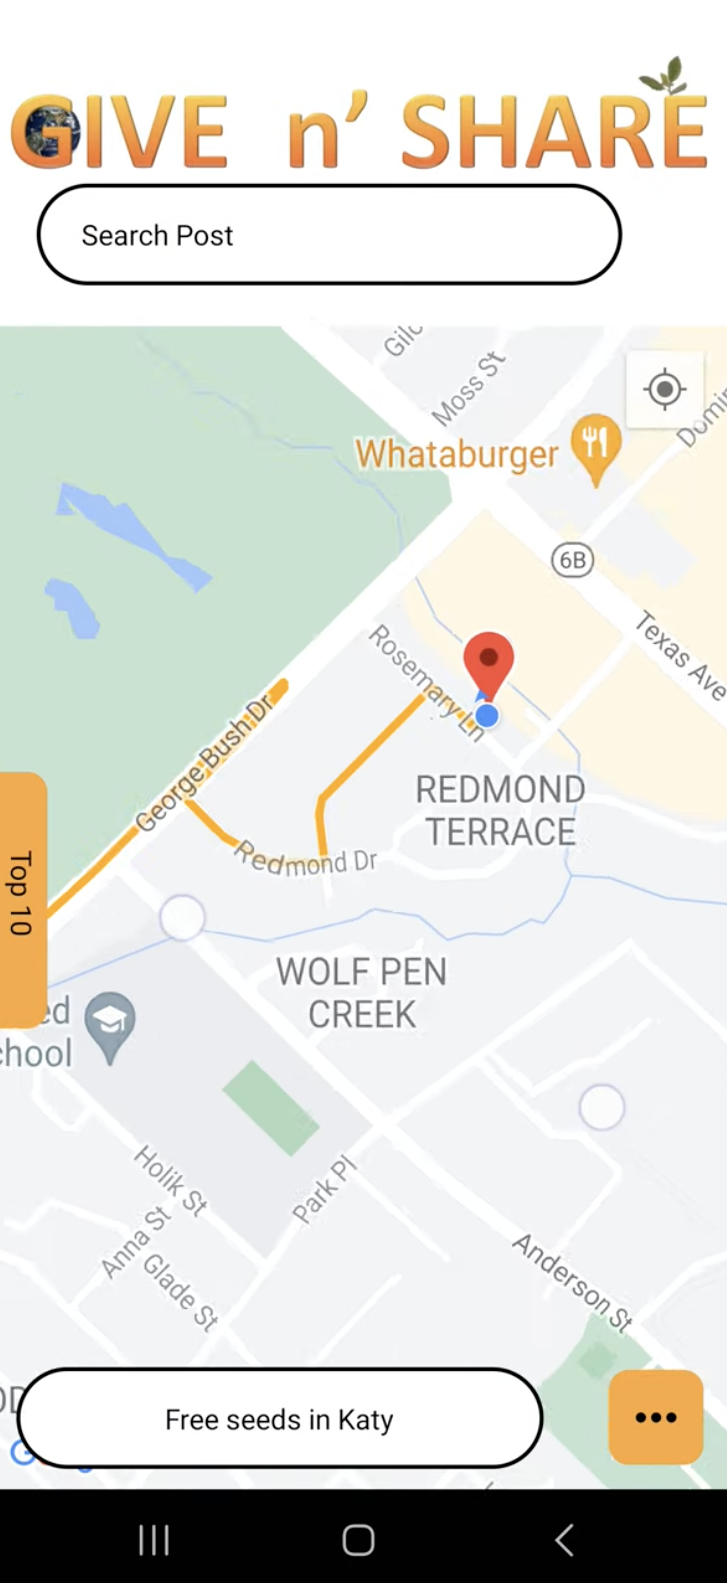 GIVE n’ SHARE
Search Post
Moss St
Whataburger
6B
Texas Ave
Rosemary Ln
George Bush Dr
REDMOND
TERRACE
Redmond Dr
Top 10
WOLF PEN
CREEK
Holik St
Park Pl
Anna St
Glade St
Anderson St
Free seeds in Katy